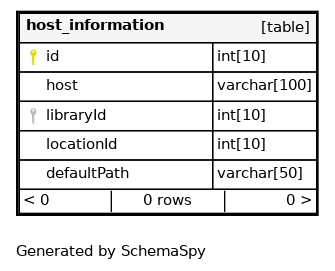 host_information [table]
id int[10]
host varchar[100]
libraryId int[10]
locationId int[10]
defaultPath varchar[50]
< 0 0 rows 0 >
Generated by SchemaSpy